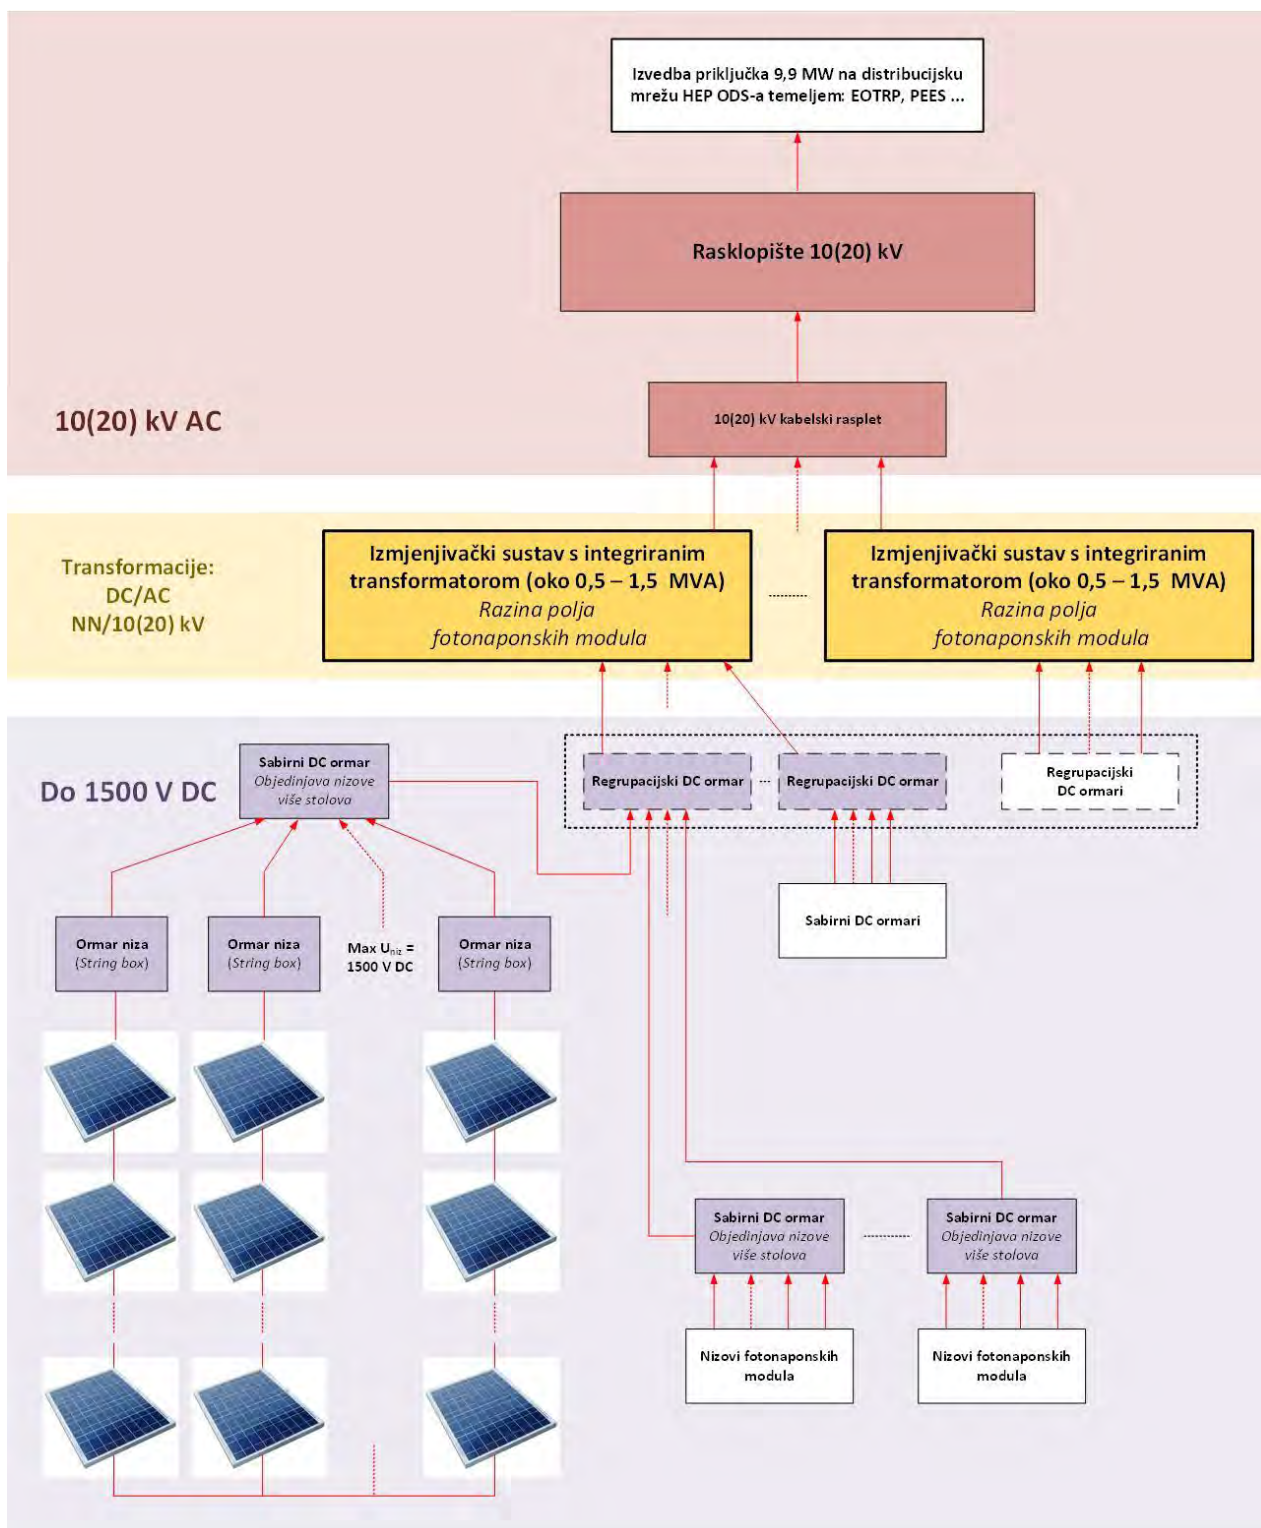 Izvedba priključka 9,9 MW na distribucijsku
mrežu HEP ODS-a temeljem: EOTRP, PEES ...
Rasklopište 10(20) kV
10(20) kV kabelski rasplet
10(20) kV AC
Transformacije:
DC/AC
NN/10(20) kV
Izmjenjivački sustav s integriranim
transformatorom (oko 0,5 – 1,5 MVA)
Razina polja
fotonaponskih modula
Izmjenjivački sustav s integriranim
transformatorom (oko 0,5 – 1,5 MVA)
Razina polja
fotonaponskih modula
Do 1500 V DC
Sabirni DC ormar
Objedinjava nizove
više stolova
Regrupacijski DC ormar
Regrupacijski DC ormar
Regrupacijski
DC ormari
Sabirni DC ormari
Ormar niza
(String box)
Ormar niza
(String box)
Max Uniz =
1500 V DC
Ormar niza
(String box)
Sabirni DC ormar
Objedinjava nizove
više stolova
Sabirni DC ormar
Objedinjava nizove
više stolova
Nizovi fotonaponskih
modula
Nizovi fotonaponskih
modula